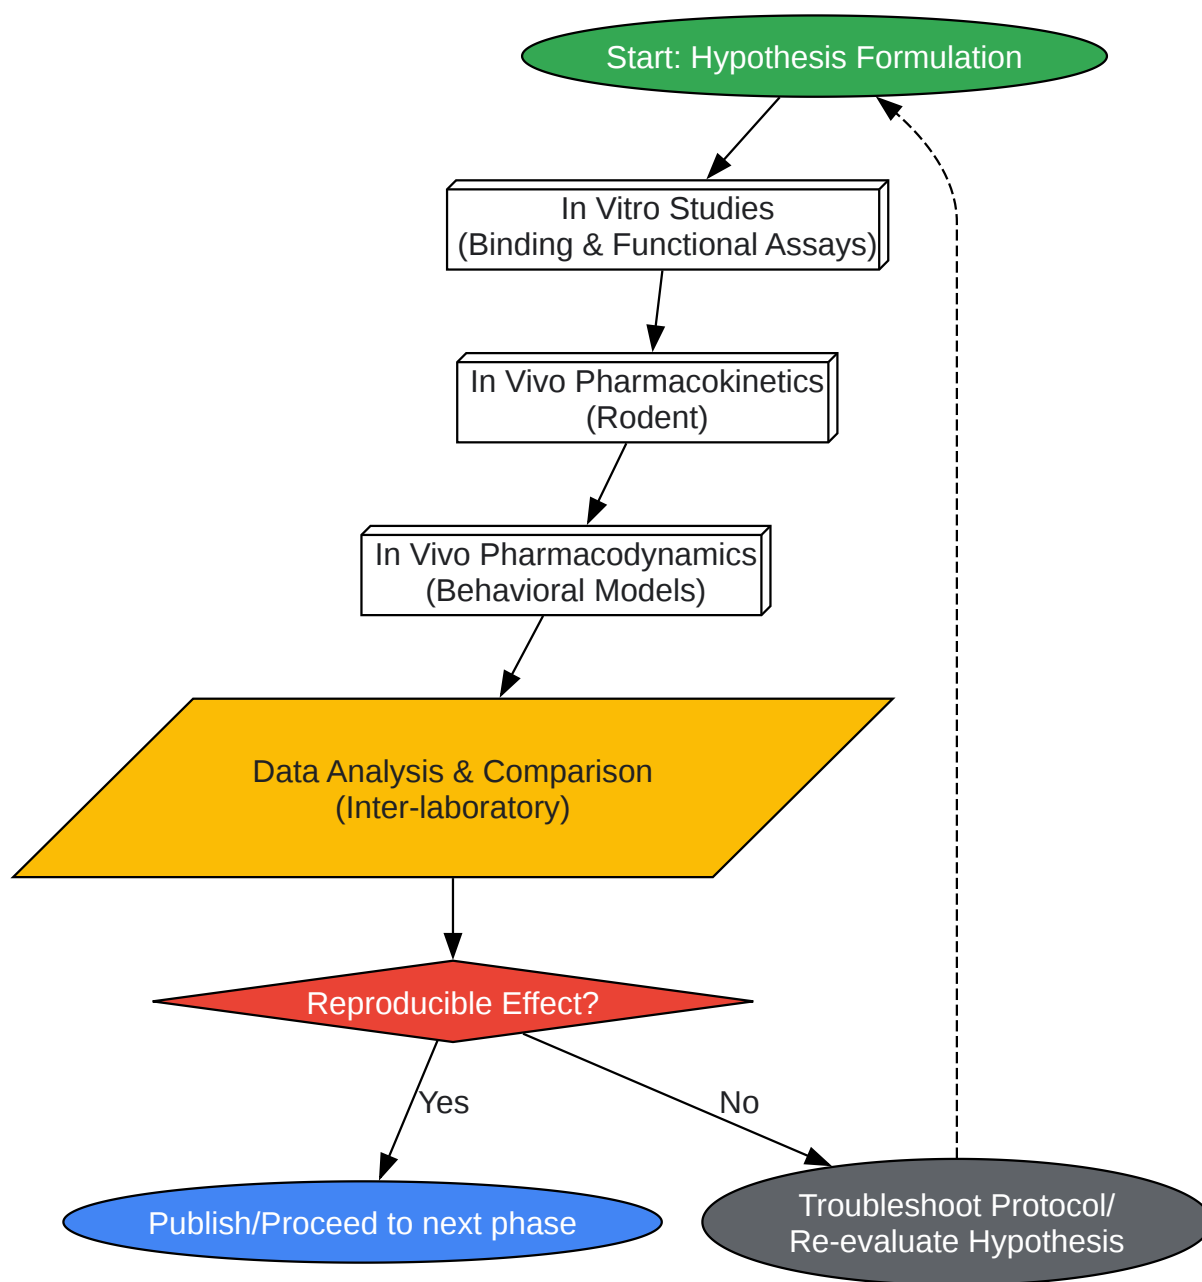 Start: Hypothesis Formulation
In Vitro Studies
(Binding & Functional Assays)
In Vivo Pharmacokinetics
(Rodent)
In Vivo Pharmacodynamics
(Behavioral Models)
Data Analysis & Comparison
(Inter-laboratory)
Reproducible Effect?
Yes
No
Publish/Proceed to next phase
Troubleshoot Protocol/
Re-evaluate Hypothesis